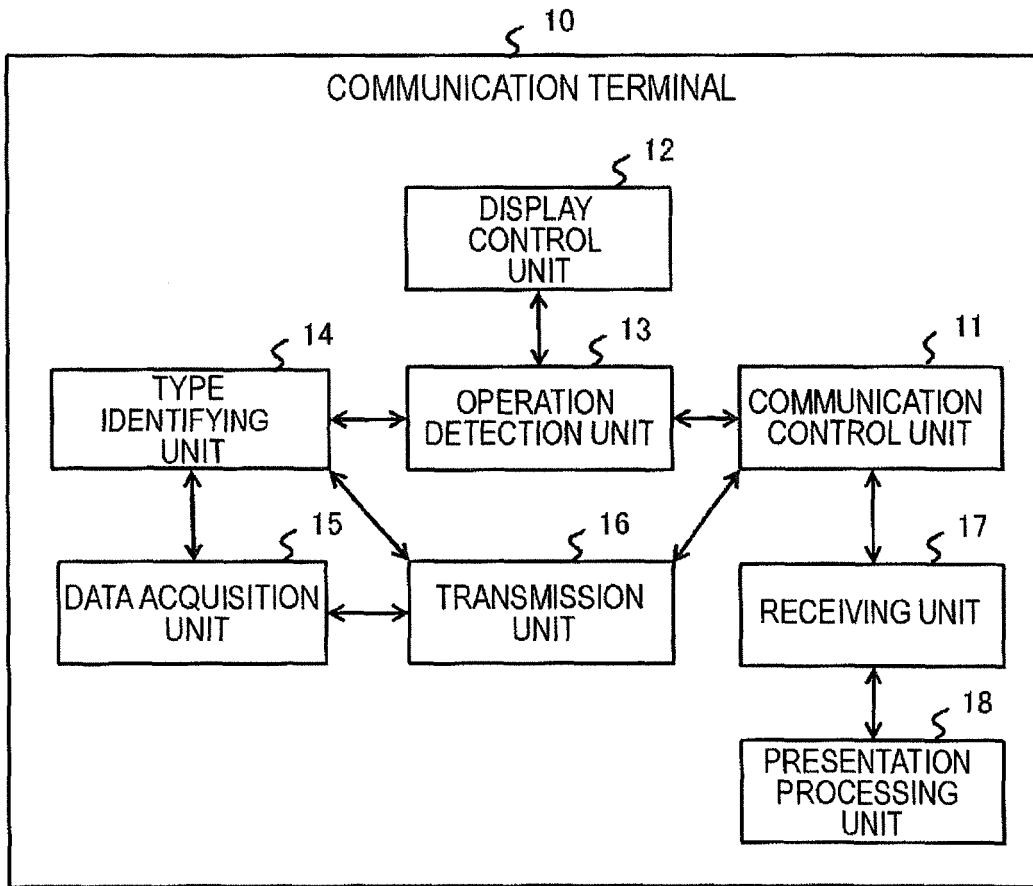 10
COMMUNICATION TERMINAL
12
DISPLAY
CONTROL
UNIT
14
TYPE
IDENTIFYING
UNIT
13
OPERATION
DETECTION UNIT
11
COMMUNICATION
CONTROL UNIT
15
DATA ACQUISITION
UNIT
16
TRANSMISSION
UNIT
17
RECEIVING UNIT
18
PRESENTATION
PROCESSING
UNIT